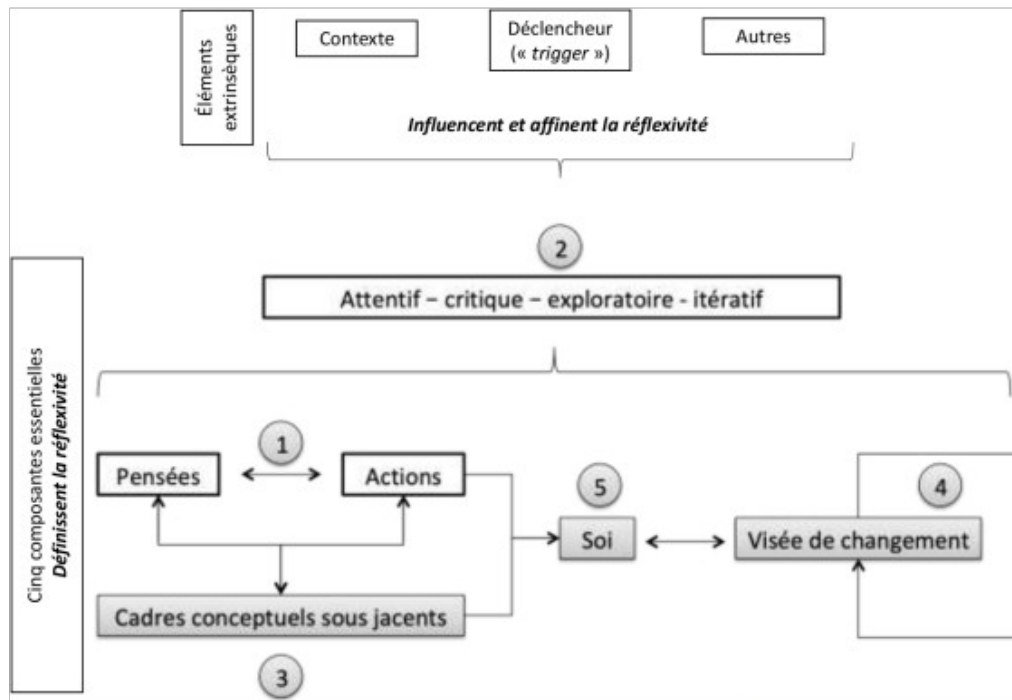 Éléments
extrinsèques
Contexte
Déclencheur
(« trigger »)
Autres
Influencent et affinent la réflexivité
Cinq composantes essentielles
Définissent la réflexivité
2
Attentif – critique – exploratoire - itératif
1
Pensées
Actions
5
4
Soi
Visée de changement
Cadres conceptuels sous jacents
3